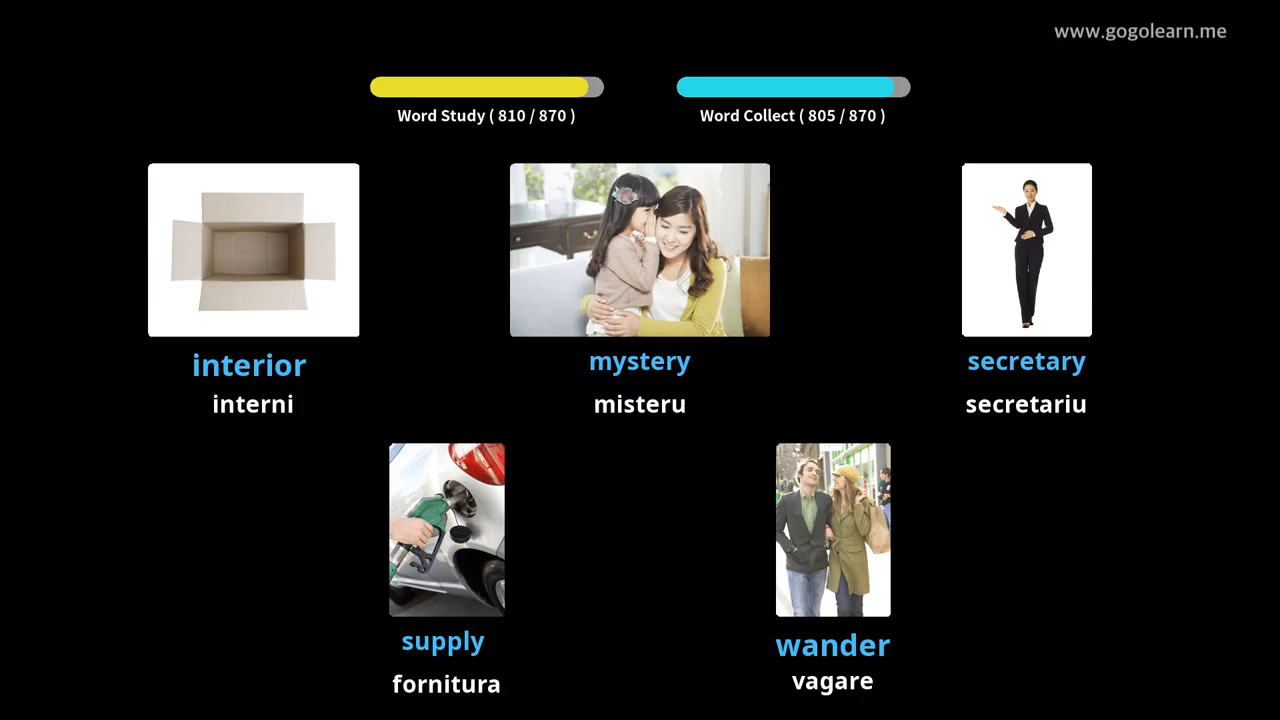 www.gogolearn.me
Word Study ( 810 / 870 )
Word Collect ( 805 / 870 )
interior
interni
mystery
misteru
secretary
secretariu
supply
fornitura
wander
vagare